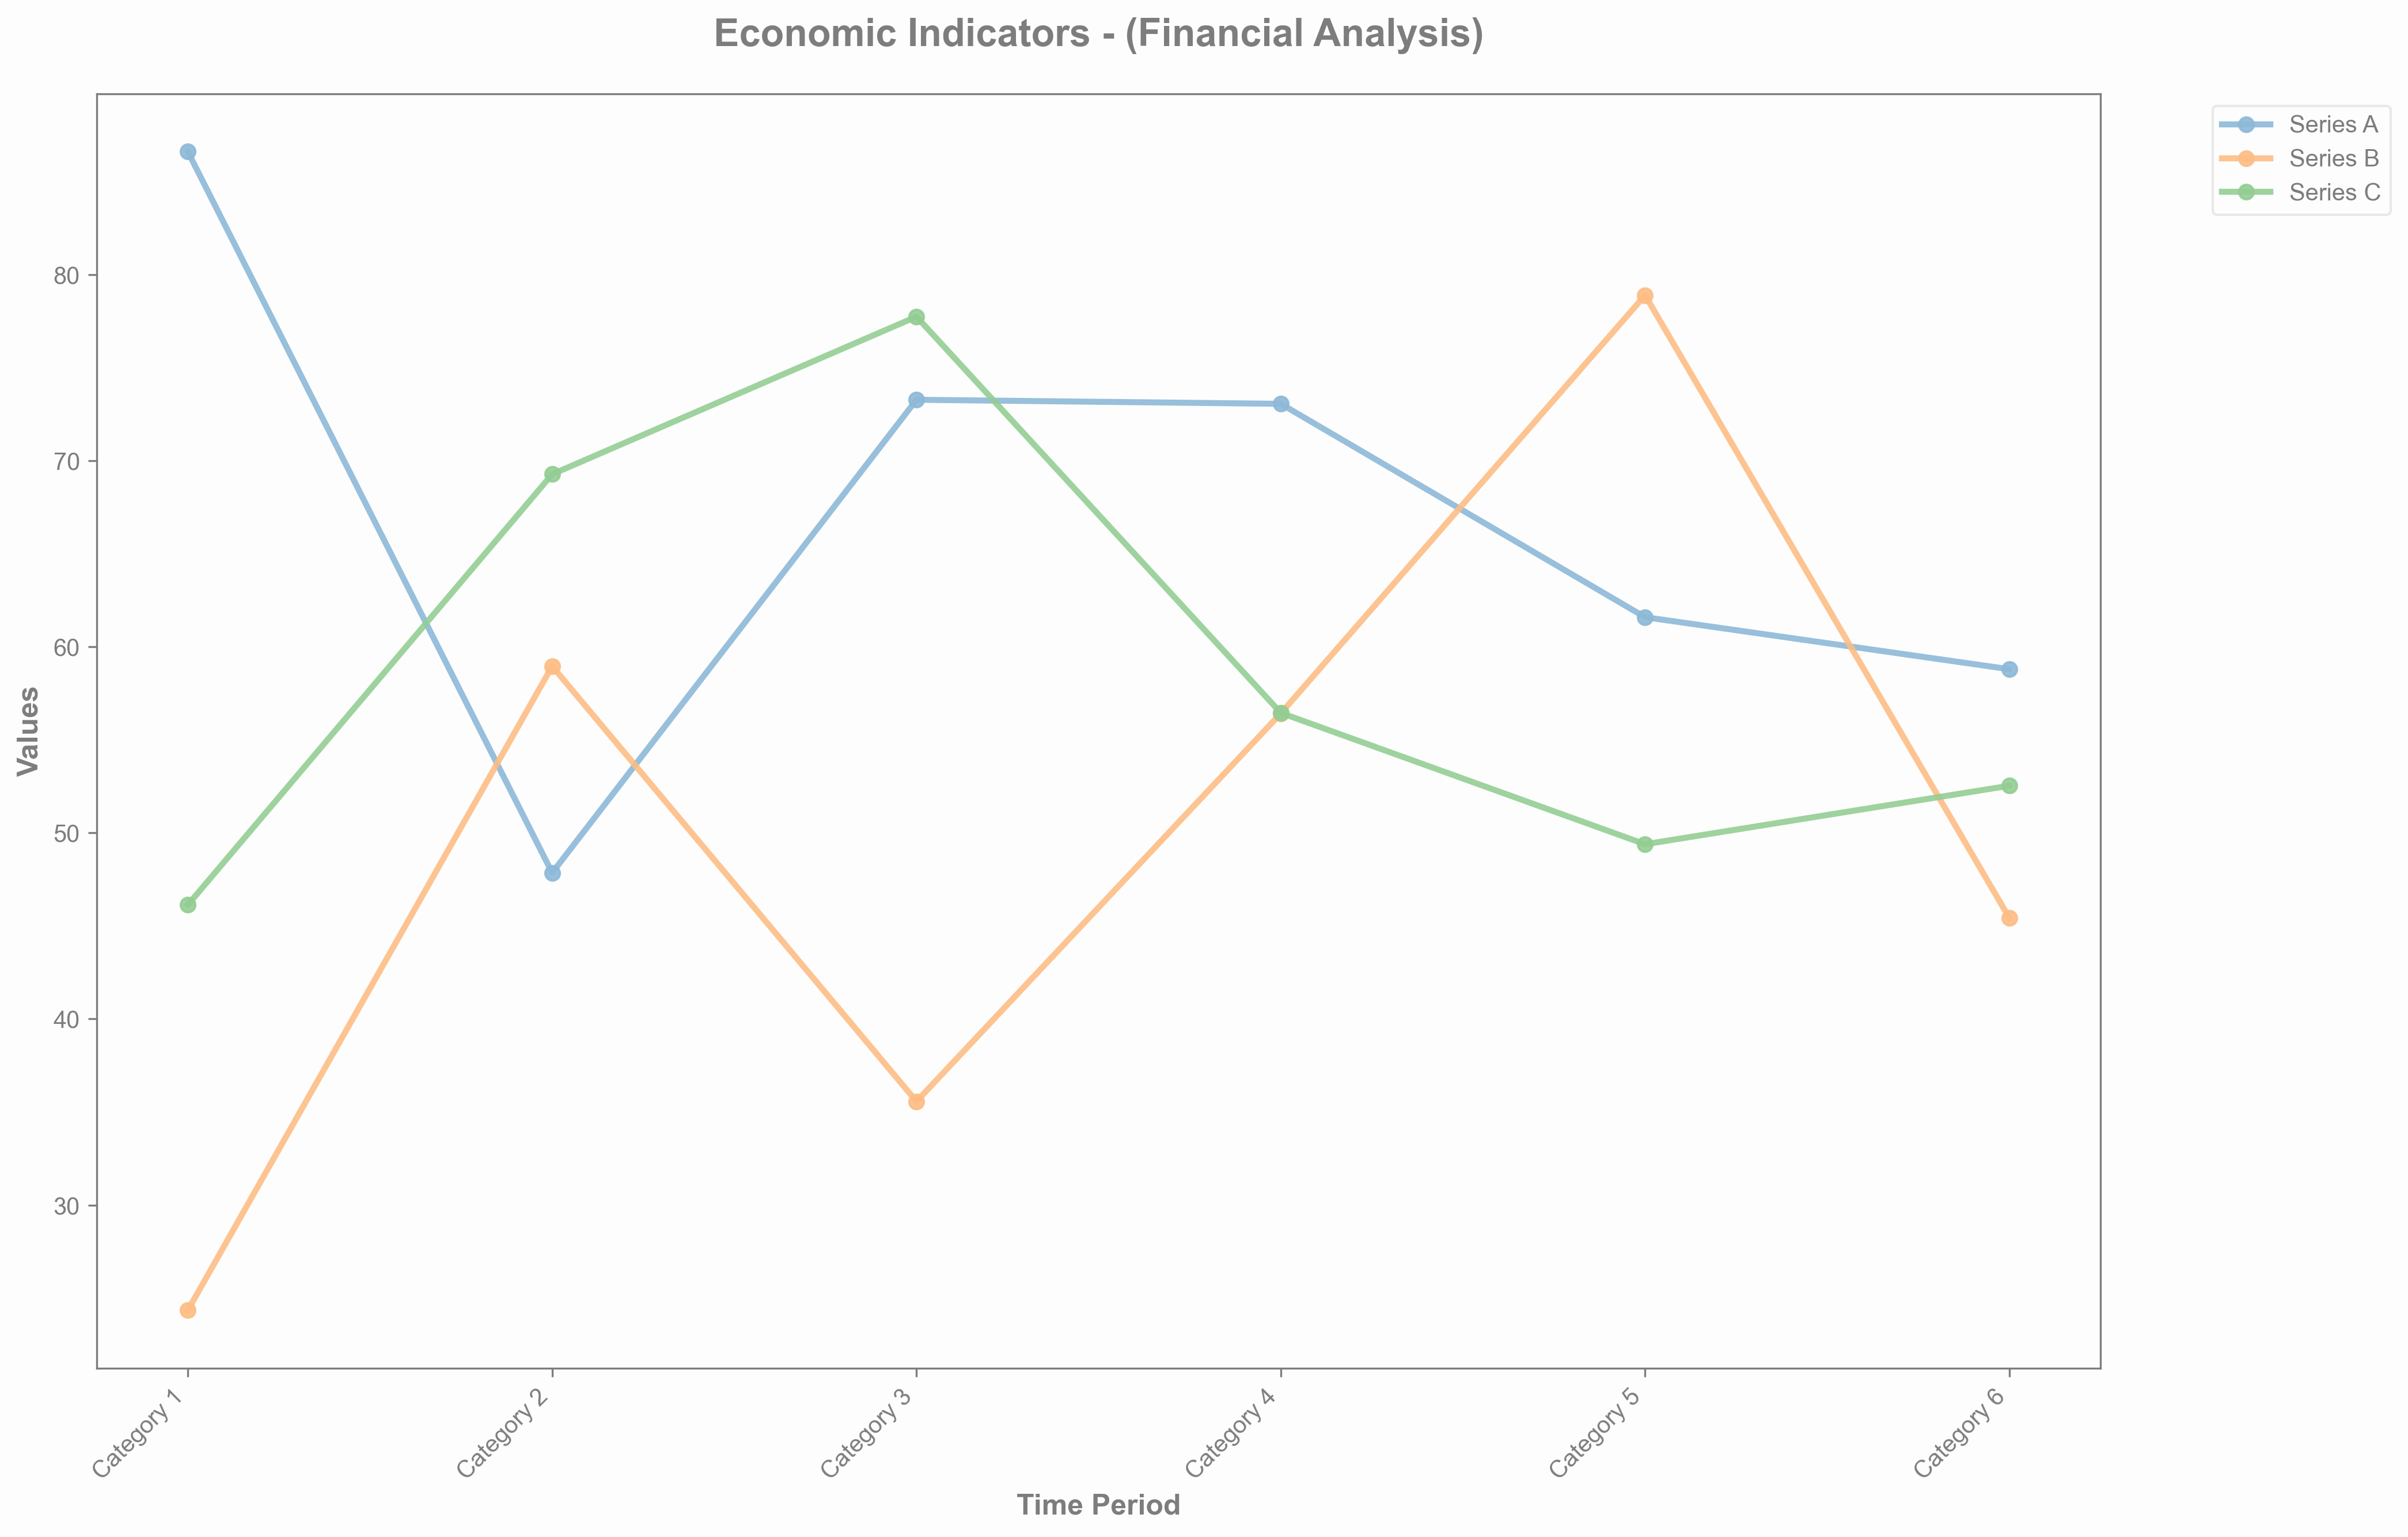 Economic Indicators - (Financial Analysis)
Series A
Series B
Series C
Values
80
70
60
50
40
30
Category 1
Category 2
Category 3
Category 4
Category 5
Category 6
Time Period